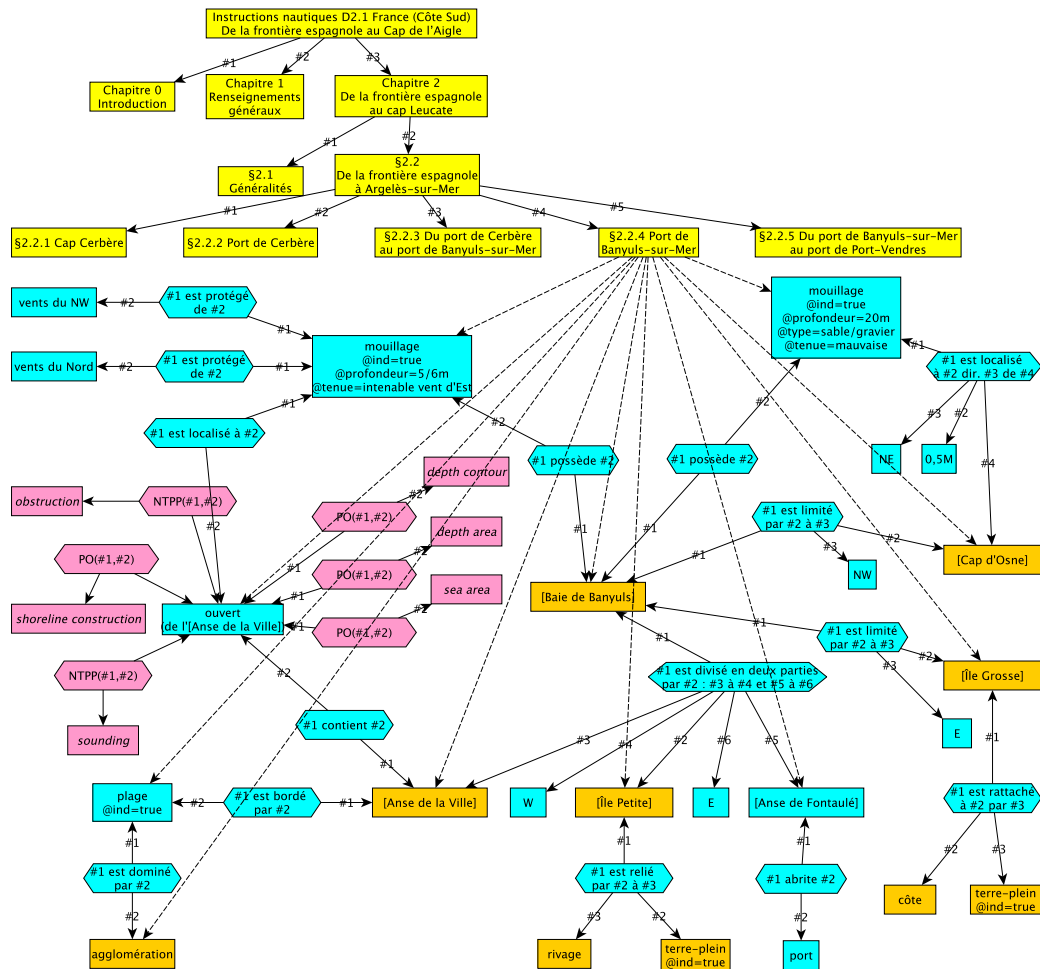 Instructions nautiques D2.1 France (Côte Sud)
De la frontière espagnole au Cap de l'Aigle
#1
#2
#3
Chapitre 0
Introduction
Chapitre 1
Renseignements
généraux
Chapitre 2
De la frontière espagnole
au cap Leucate
#1
#2
§2.1
Généralités
§2.2
De la frontière espagnole
à Argelès-sur-Mer
#1
#2
#3
#4
#5
§2.2.1 Cap Cerbère
§2.2.2 Port de Cerbère
§2.2.3 Du port de Cerbère
au port de Banyuls-sur-Mer
§2.2.4 Port de
Banyuls-sur-Mer
§2.2.5 Du port de Banyuls-sur-Mer
au port de Port-Vendres
vents du NW
#2
#1 est protégé
de #2
#1
mouillage
@ind=true
@profondeur=5/6m
@tenue=intenable vent d'Est
mouillage
@ind=true
@profondeur=20m
@type=sable/gravier
@tenue=mauvaise
vents du Nord
#2
#1 est protégé
de #2
#1
#1
#1 est localisé
à #2 dir. #3 de #4
#1
#1 est localisé à #2
#2
#2
#3
#2
#4
NE
0,5M
#1 possède #2
#1 possède #2
depth contour
#2
obstruction
NTPP(#1,#2)
#2
PO(#1,#2)
#1
depth area
#2
#1
#1
#1 est limité
par #2 à #3
#1
#2
#3
[Cap d'Osne]
NW
PO(#1,#2)
PO(#1,#2)
#1
sea area
#2
[Baie de Banyuls]
shoreline construction
ouvert
(de l'[Anse de la Ville])
#1
PO(#1,#2)
#1
#1
#1 est limité
par #2 à #3
#2
#3
[Île Grosse]
NTPP(#1,#2)
#2
#1 est divisé en deux parties
par #2 : #3 à #4 et #5 à #6
sounding
#1 contient #2
#1
#3
#4
#2
#6
#5
E
#1
plage
@ind=true
#2
#1 est bordé
par #2
#1
[Anse de la Ville]
W
[Île Petite]
E
[Anse de Fontaulé]
#1 est rattaché
à #2 par #3
#1
#1
#1
#2
#3
#1 est dominé
par #2
#1 est relié
par #2 à #3
#1 abrite #2
côte
terre-plein
@ind=true
#2
#3
#2
#2
agglomération
rivage
terre-plein
@ind=true
port